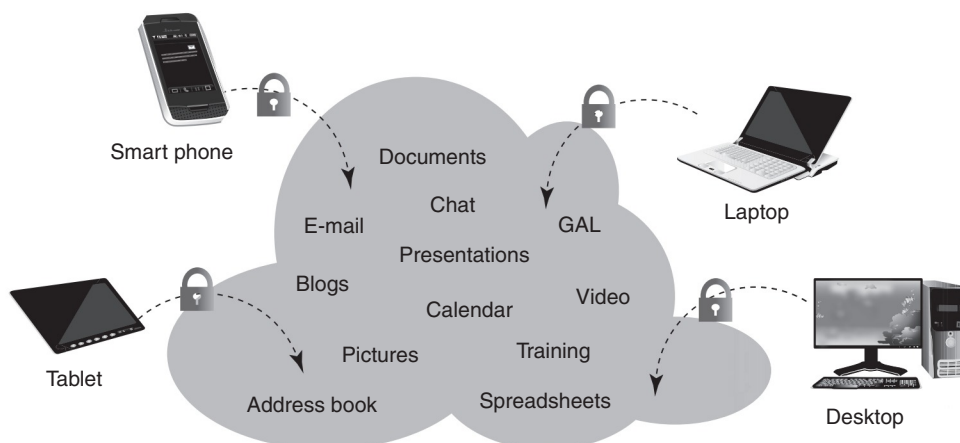 Smart phone
Documents
Chat
E-mail
GAL
Laptop
Presentations
Blogs
Video
Calendar
Tablet
Pictures
Training
Address book
Spreadsheets
Desktop